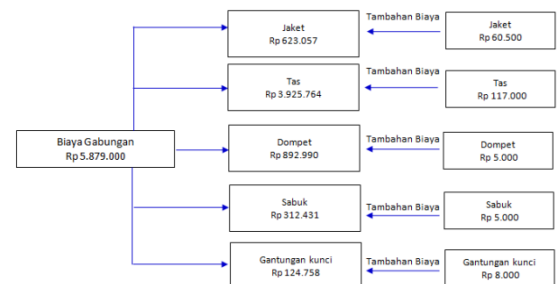 Jaket
Rp 623.057
Tambahan Biaya
Jaket
Rp 60.500
Tas
Rp 3.925.764
Tambahan Biaya
Tas
Rp 117.000
Biaya Gabungan
Rp 5.879.000
Dompet
Rp 892.990
Tambahan Biaya
Dompet
Rp 5.000
Sabuk
Rp 312.431
Tambahan Biaya
Sabuk
Rp 5.000
Gantungan kunci
Rp 124.758
Tambahan Biaya
Gantungan kunci
Rp 8.000